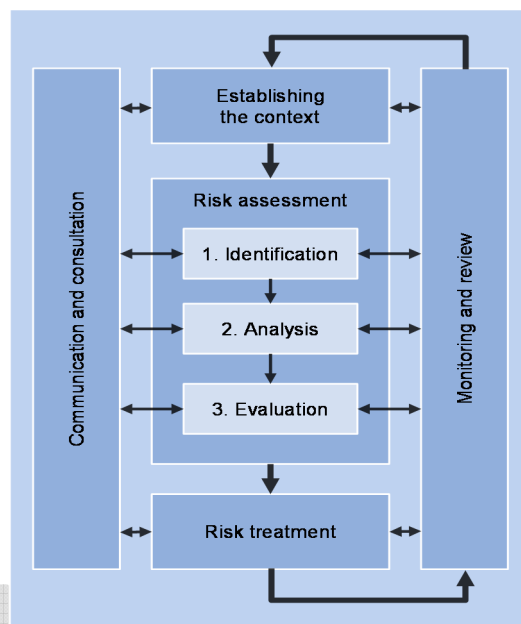 Establishing
the context
Risk assessment
1. Identification
2. Analysis
3. Evaluation
Risk treatment
Communication and consultation
Monitoring and review